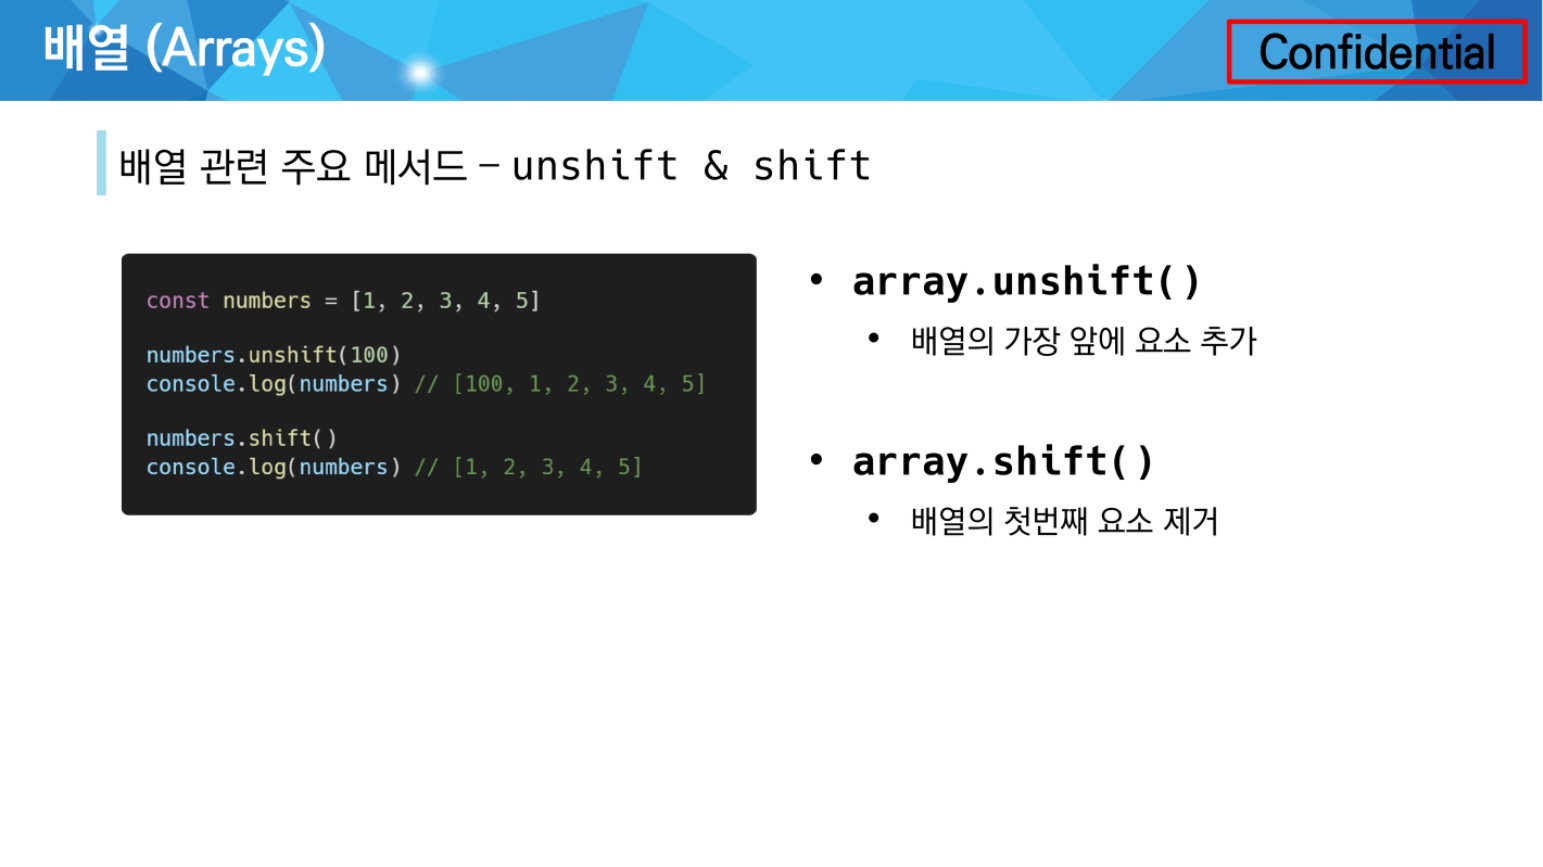 배열 (Arrays)
Confidential
배열 관련 주요 메서드 – unshift & shift
const numbers = [1, 2, 3, 4, 5]
numbers.unshift(100)
console.log(numbers) // [100, 1, 2, 3, 4, 5]
numbers.shift()
console.log(numbers) // [1, 2, 3, 4, 5]
• array.unshift()
• 배열의 가장 앞에 요소 추가
• array.shift()
• 배열의 첫번째 요소 제거